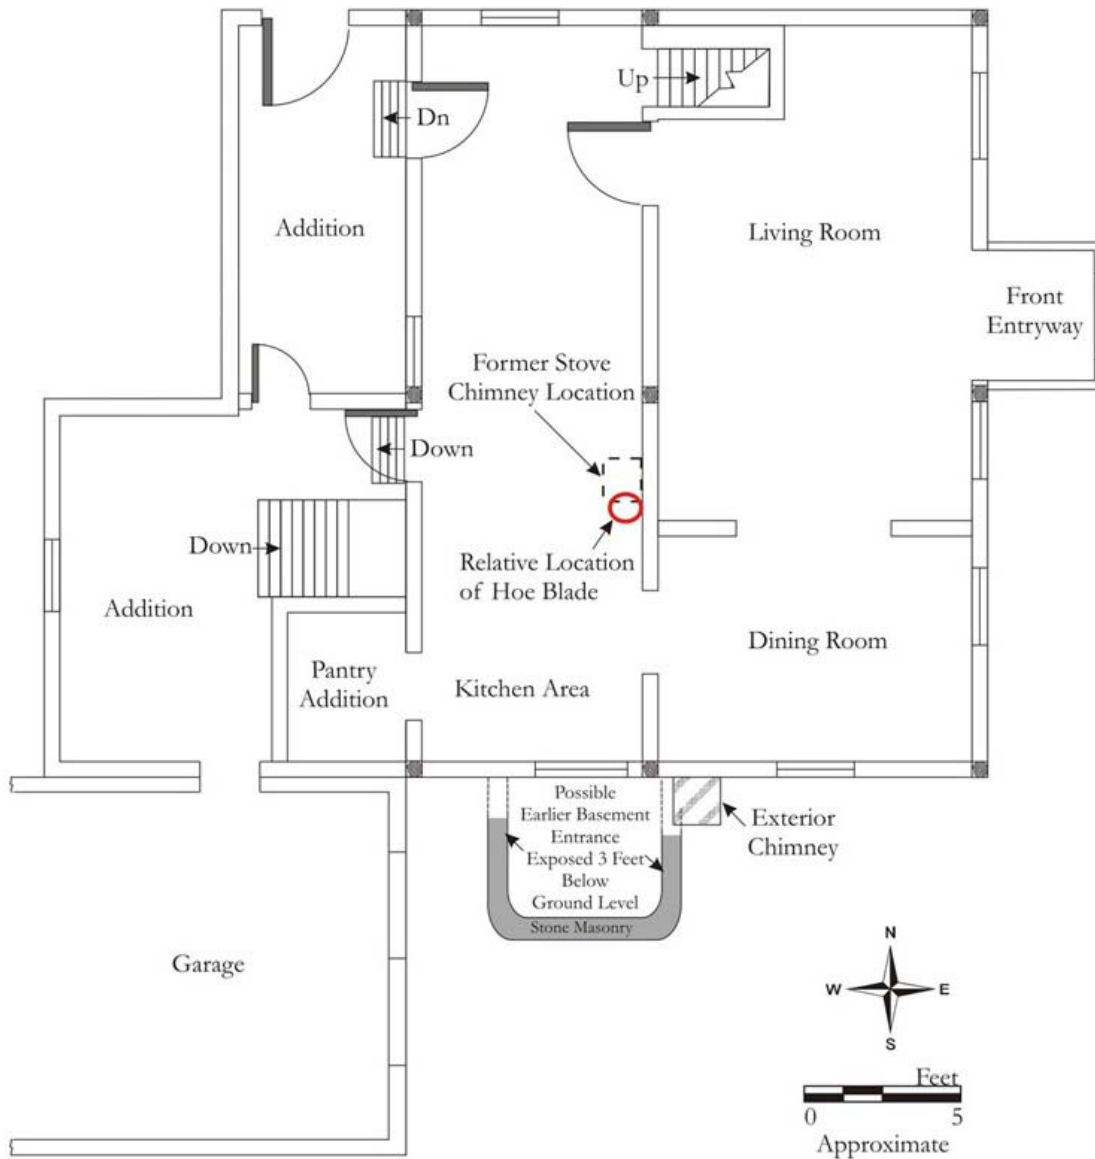 Up
Dn
Addition
Living Room
Front
Entryway
Former Stove
Chimney Location
Down
Down
Relative Location
of Hoe Blade
Addition
Dining Room
Pantry
Addition
Kitchen Area
Possible
Earlier Basement
Entrance
Exposed 3 Feet
Below
Ground Level
Stone Masonry
Exterior
Chimney
Garage
N
W
E
S
Feet
0
5
Approximate